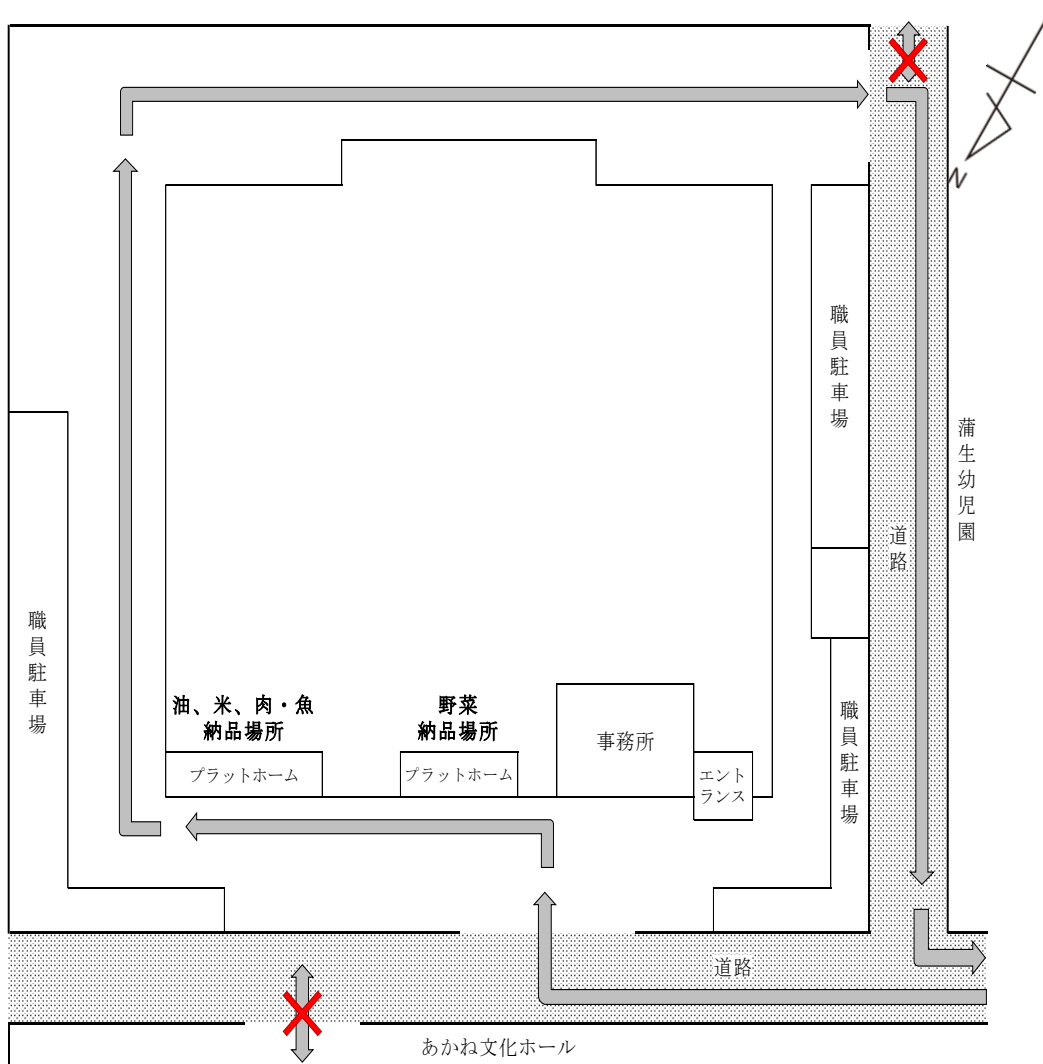 N
職員駐車場
蒲生幼児園
道路
職員駐車場
油、米、肉・魚
納品場所
野菜
納品場所
事務所
職員駐車場
プラットホーム
プラットホーム
エント
ランス
道路
あかね文化ホール